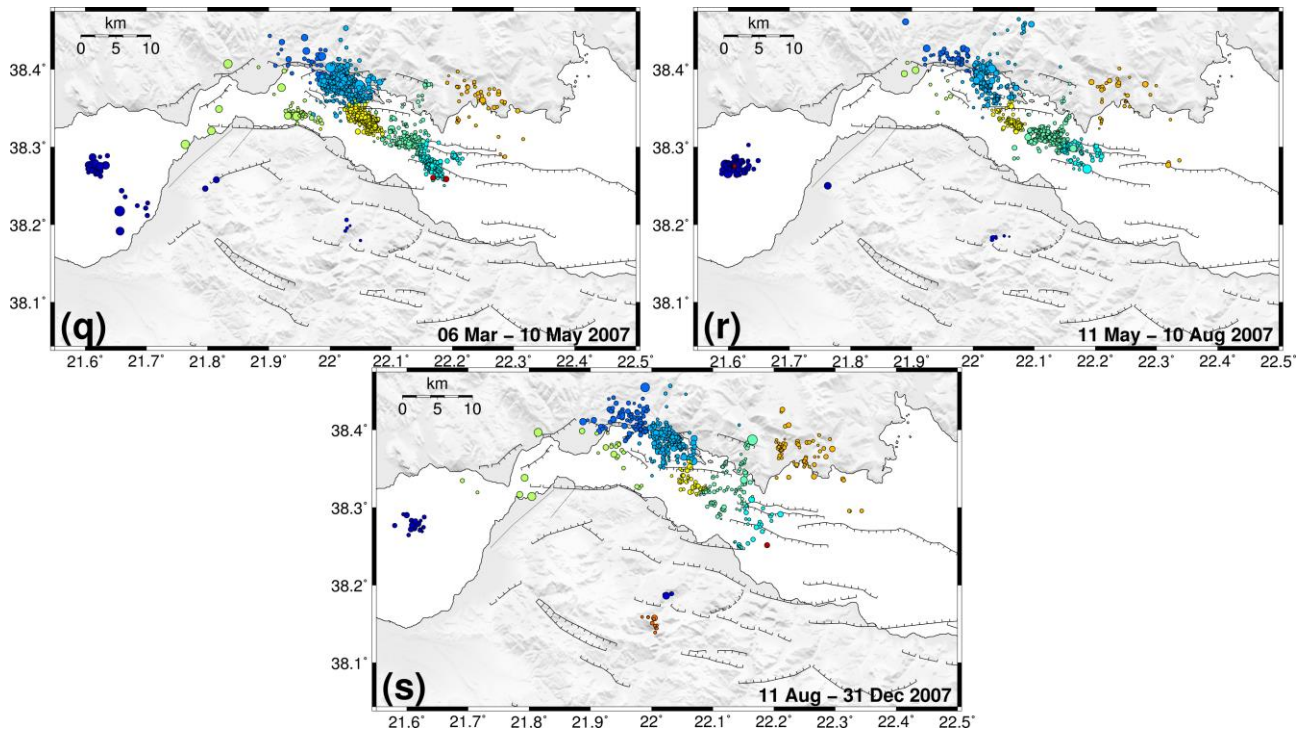 km
0 5 10
38.4˚
38.3˚
38.2˚
38.1˚
(q)
06 Mar − 10 May 2007
21.6˚ 21.7˚ 21.8˚ 21.9˚ 22˚ 22.1˚ 22.2˚ 22.3˚ 22.4˚ 22.5˚
km
0 5 10
38.4˚
38.3˚
38.2˚
38.1˚
(r)
11 May − 10 Aug 2007
21.6˚ 21.7˚ 21.8˚ 21.9˚ 22˚ 22.1˚ 22.2˚ 22.3˚ 22.4˚ 22.5˚
km
0 5 10
38.4˚
38.3˚
38.2˚
38.1˚
(s)
11 Aug − 31 Dec 2007
21.6˚ 21.7˚ 21.8˚ 21.9˚ 22˚ 22.1˚ 22.2˚ 22.3˚ 22.4˚ 22.5˚